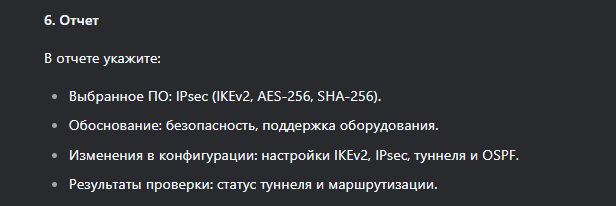 6. Отчет
В отчете укажите:
• Выбранное ПО: IPsec (IKEv2, AES-256, SHA-256).
• Обоснование: безопасность, поддержка оборудования.
• Изменения в конфигурации: настройки IKEv2, IPsec, туннеля и OSPF.
• Результаты проверки: статус туннеля и маршрутизации.